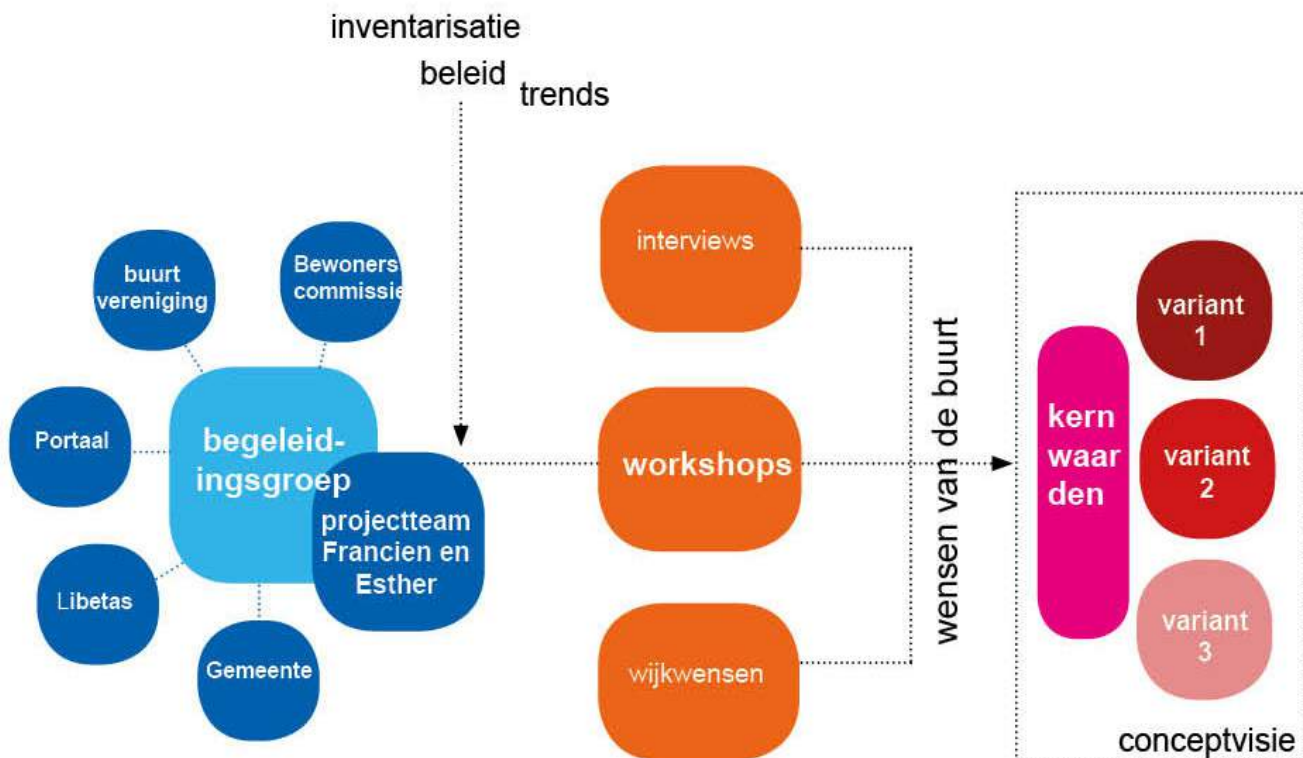 inventarisatie
beleid
trends
buurt
vereniging
Bewoners
commissie
Portaal
begeleid-
ingsgroep
projectteam
Francien en
Esther
Libetas
Gemeente
interviews
workshops
wijkwensen
wensen van de buurt
kern
waar
den
variant
1
variant
2
variant
3
conceptvisie